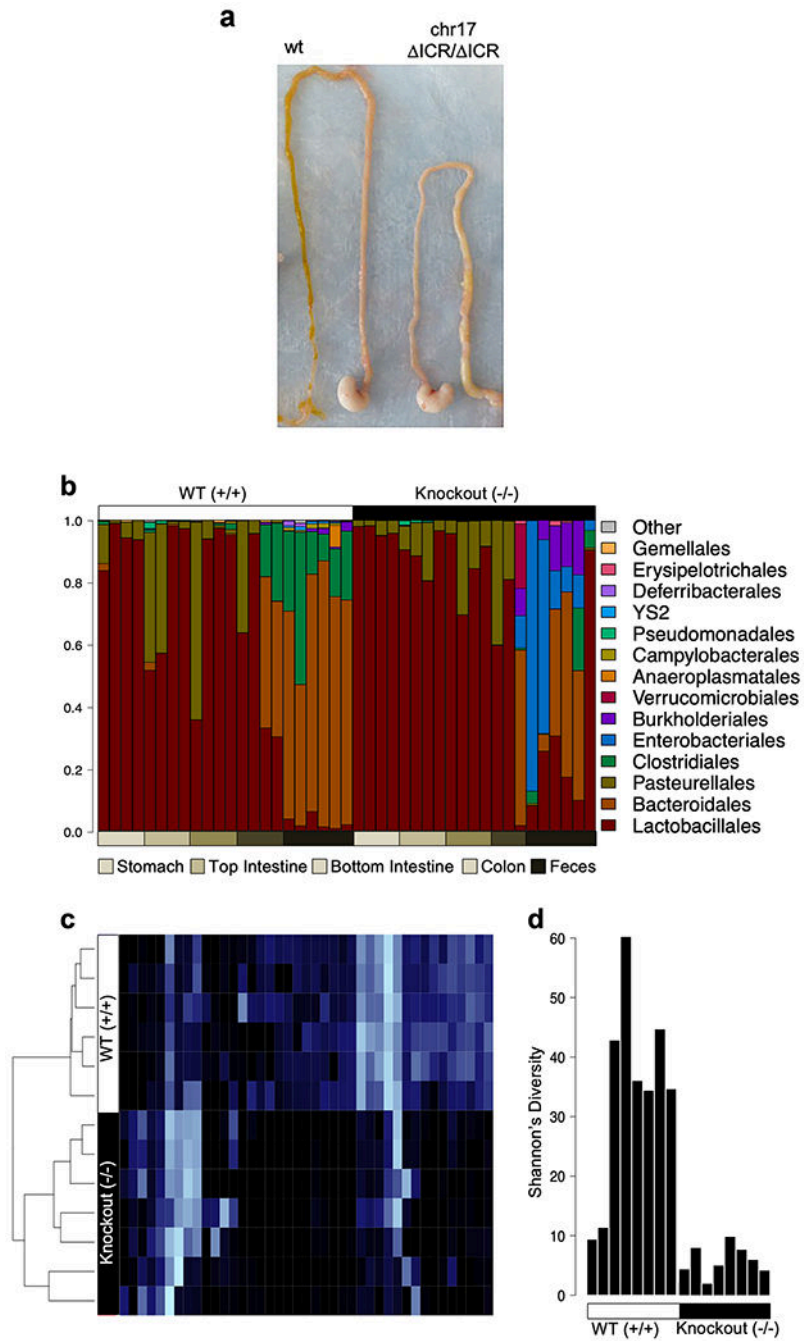 a
wt
chr17
ΔICR/ΔICR
b
WT (+/+)
Knockout (-/-)
1.0
0.8
0.6
0.4
0.2
0.0
Other
Gemellales
Erysipelotrichales
Deferribacterales
YS2
Pseudomonadales
Campylobacterales
Anaeroplasmatales
Verrucomicrobiales
Burkholderiales
Enterobacteriales
Clostridiales
Pasteurellales
Bacteroidales
Lactobacillales
Stomach
Top Intestine
Bottom Intestine
Colon
Feces
c
WT (+/+)
Knockout (-/-)
d
Shannon's Diversity
60
50
40
30
20
10
0
WT (+/+)
Knockout (-/-)